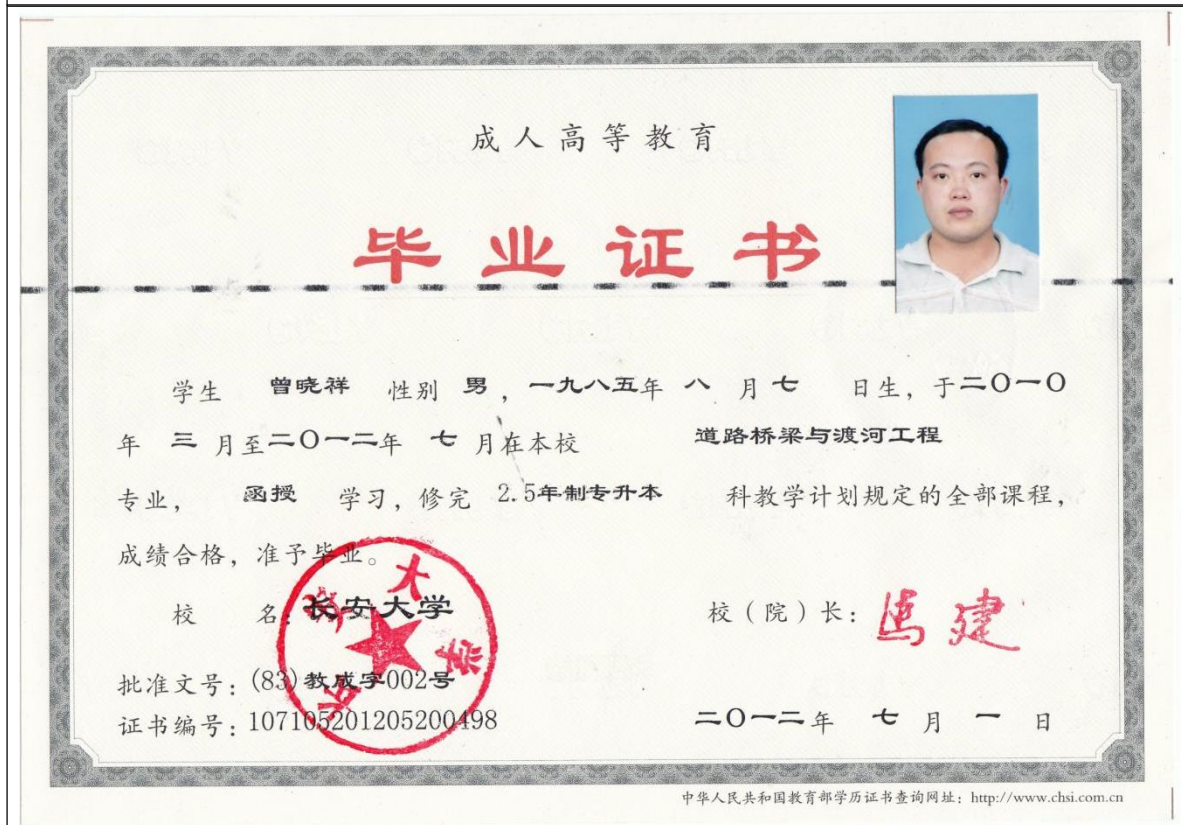 成人高等教育
毕业证书
学生 曾晓祥 性别 男，一九八五年 八 月 七 日生，于二〇一〇
年 三 月至二〇一二年 七 月在本校 道路桥梁与渡河工程
专业， 函授 学习，修完 2.5年制专升本 科教学计划规定的全部课程，
成绩合格，准予毕业。
校 名：长安大学
校（院）长：马建
批准文号：(83)教成字002号
证书编号：107105201205200498
二〇一二年 七 月 一 日
长安大学
中华人民共和国教育部学历证书查询网址：http://www.chsi.com.cn